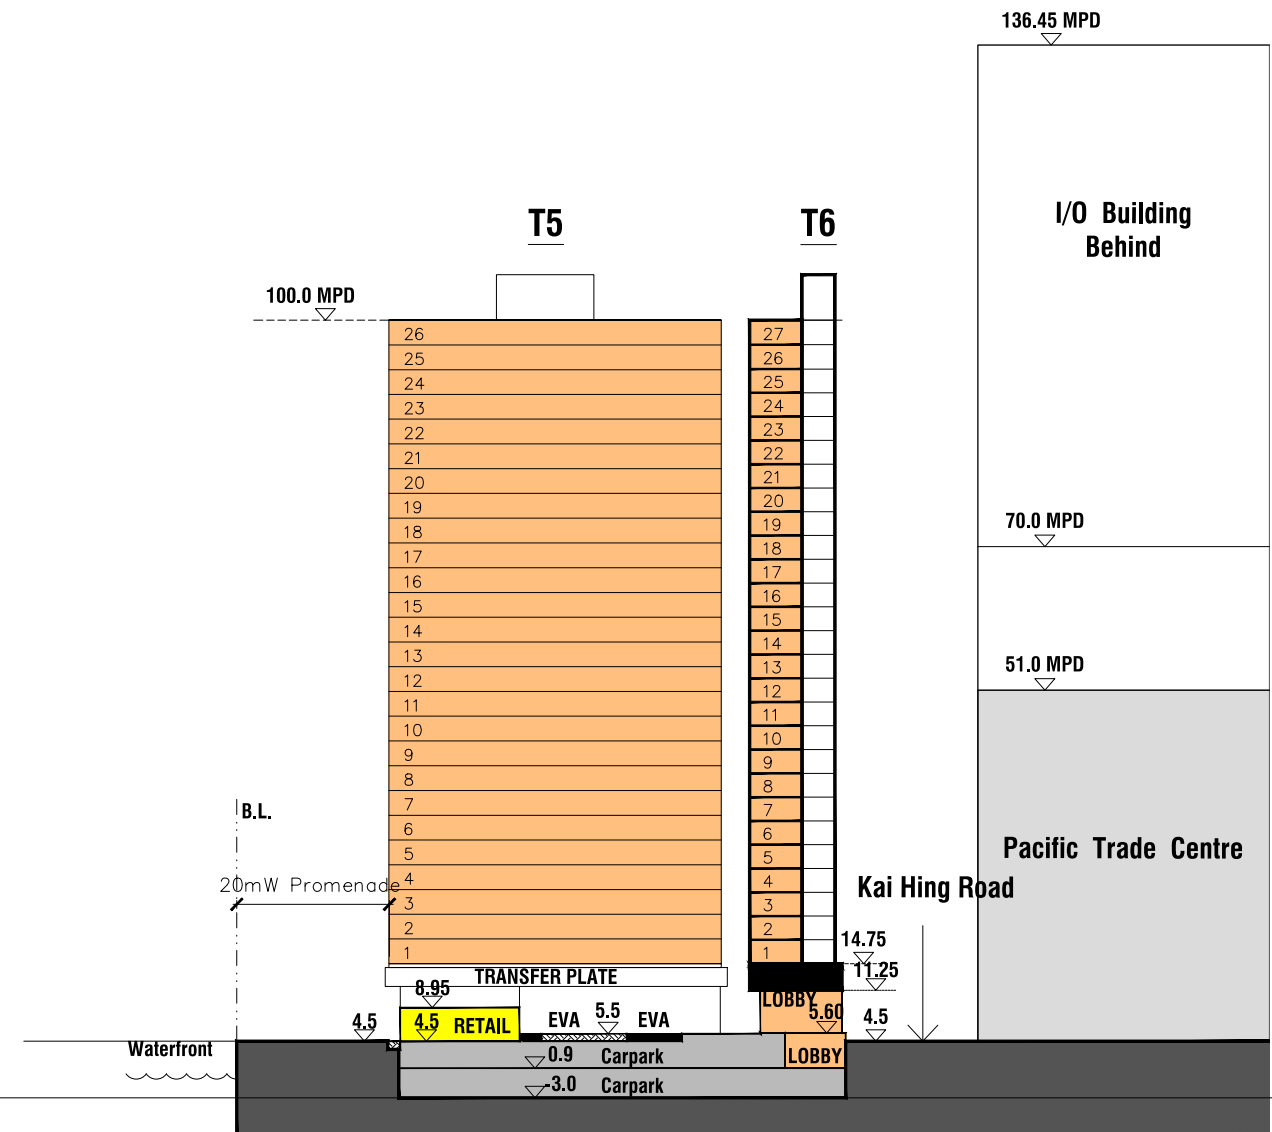 136.45 MPD
I/O Building
Behind
T5
T6
100.0 MPD
26
25
24
23
22
21
20
19
18
17
16
15
14
13
12
11
10
9
8
7
6
5
4
3
2
1
27
26
25
24
23
22
21
20
19
18
17
16
15
14
13
12
11
10
9
8
7
6
5
4
3
2
1
70.0 MPD
51.0 MPD
Pacific Trade Centre
B.L.
20mW Promenade
Kai Hing Road
14.75
11.25
TRANSFER PLATE
8.95
LOBBY
4.5
4.5 RETAIL
EVA 5.5 EVA
5.60
4.5
Waterfront
0.9 Carpark
LOBBY
-3.0 Carpark